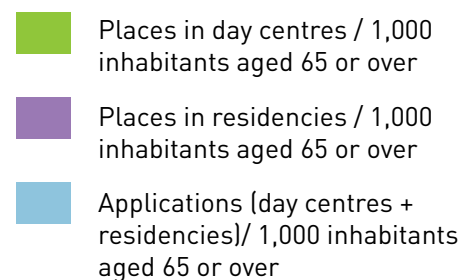 Places in day centres / 1,000
inhabitants aged 65 or over
Places in residencies / 1,000
inhabitants aged 65 or over
Applications (day centres +
residencies)/ 1,000 inhabitants
aged 65 or over